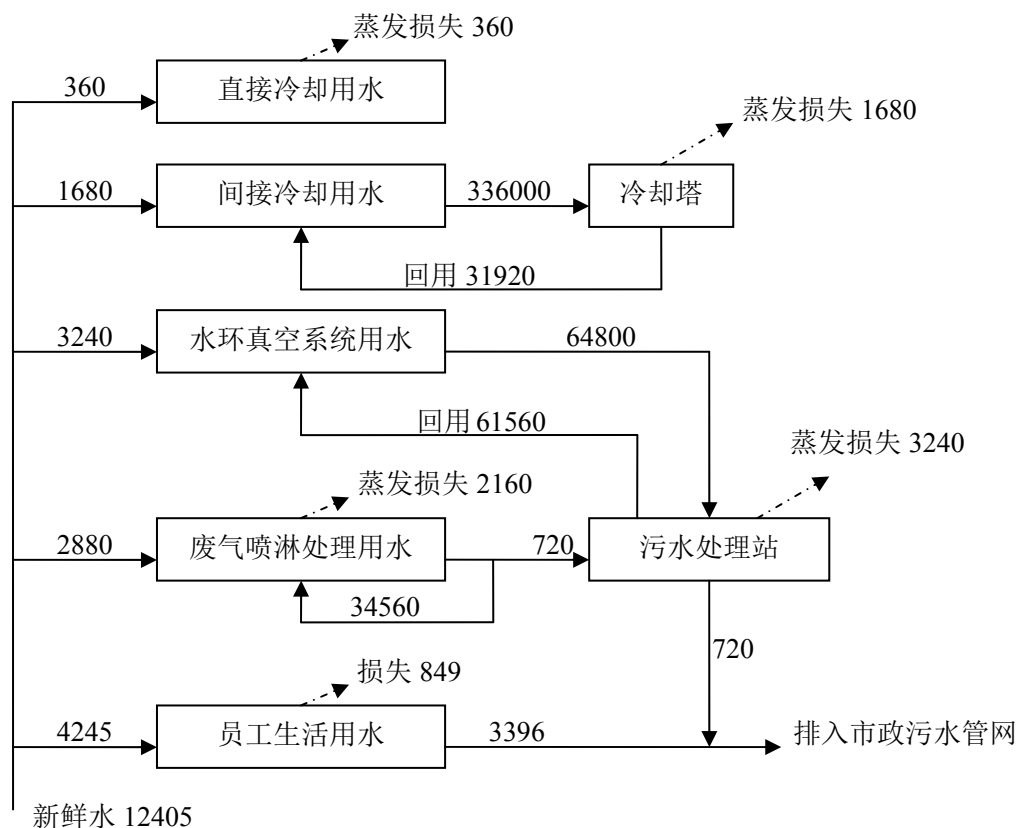 蒸发损失 360
360
直接冷却用水
蒸发损失 1680
1680
间接冷却用水
336000
冷却塔
回用 31920
3240
水环真空系统用水
64800
回用 61560
蒸发损失 3240
蒸发损失 2160
2880
废气喷淋处理用水
720
污水处理站
34560
720
损失 849
4245
员工生活用水
3396
排入市政污水管网
新鲜水 12405